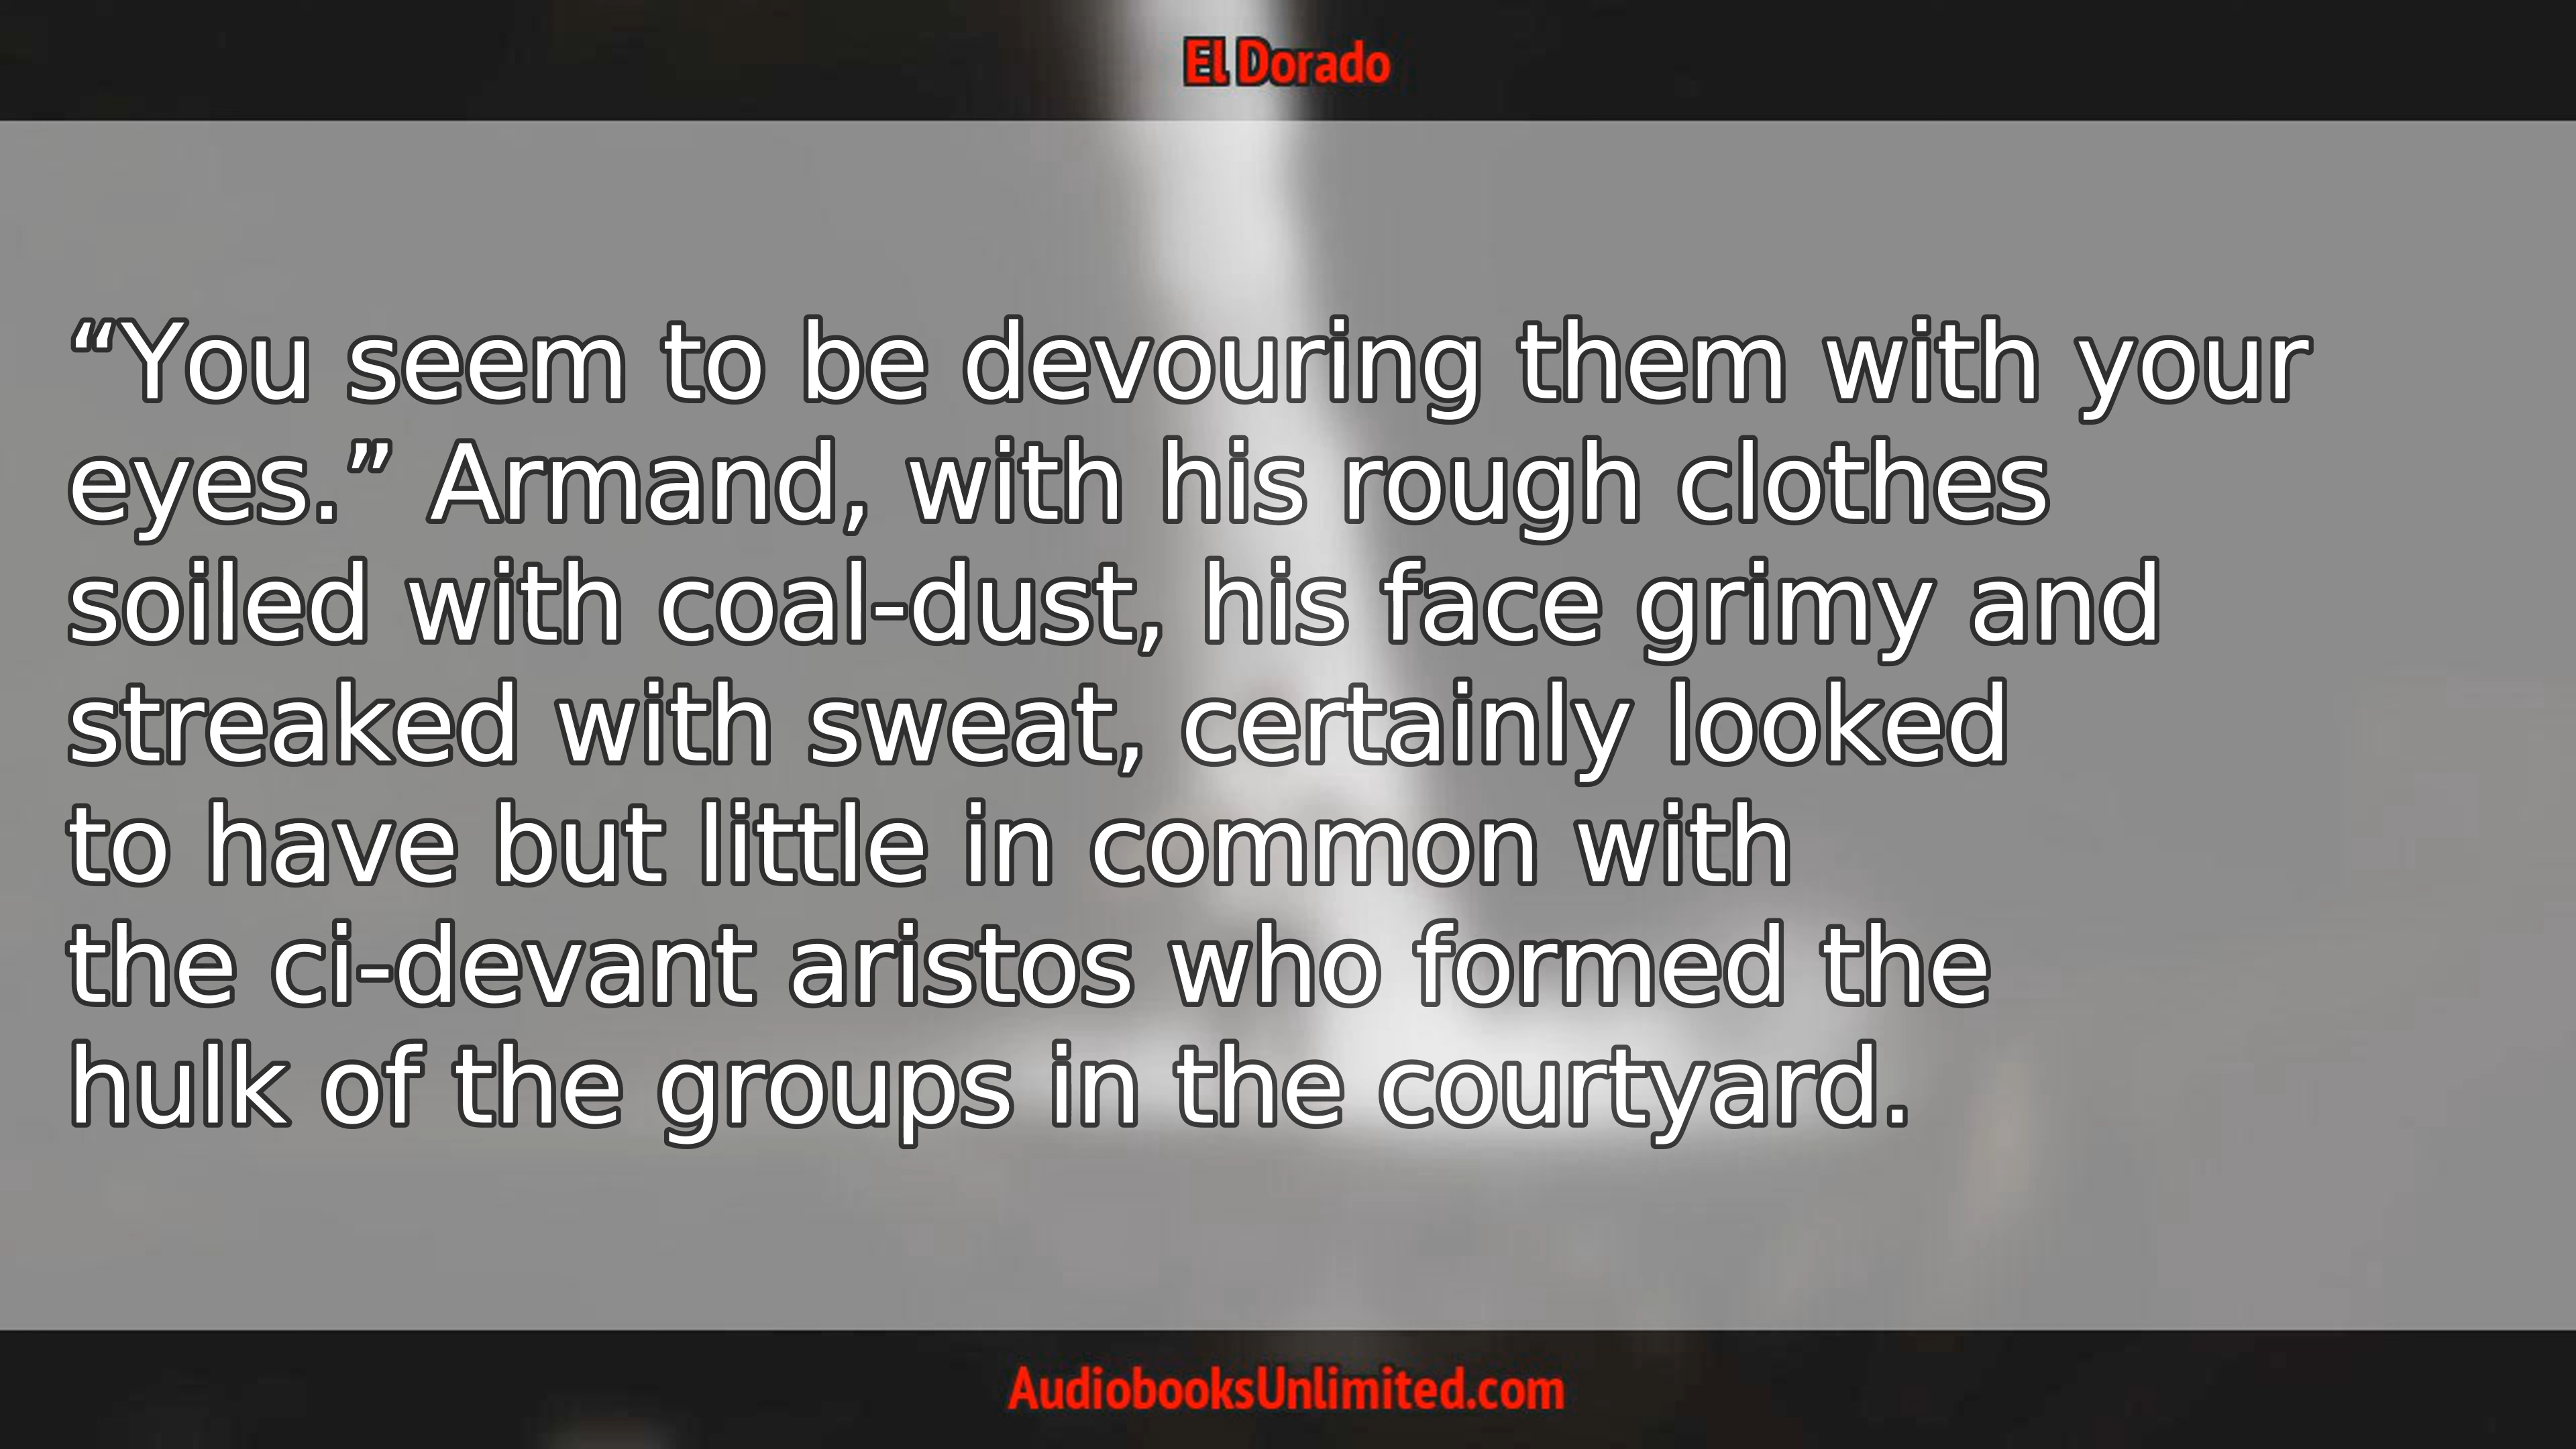 El Dorado
“You seem to be devouring them with your
eyes.” Armand, with his rough clothes
soiled with coal-dust, his face grimy and
streaked with sweat, certainly looked
to have but little in common with
the ci-devant aristos who formed the
hulk of the groups in the courtyard.
AudiobooksUnlimited.com